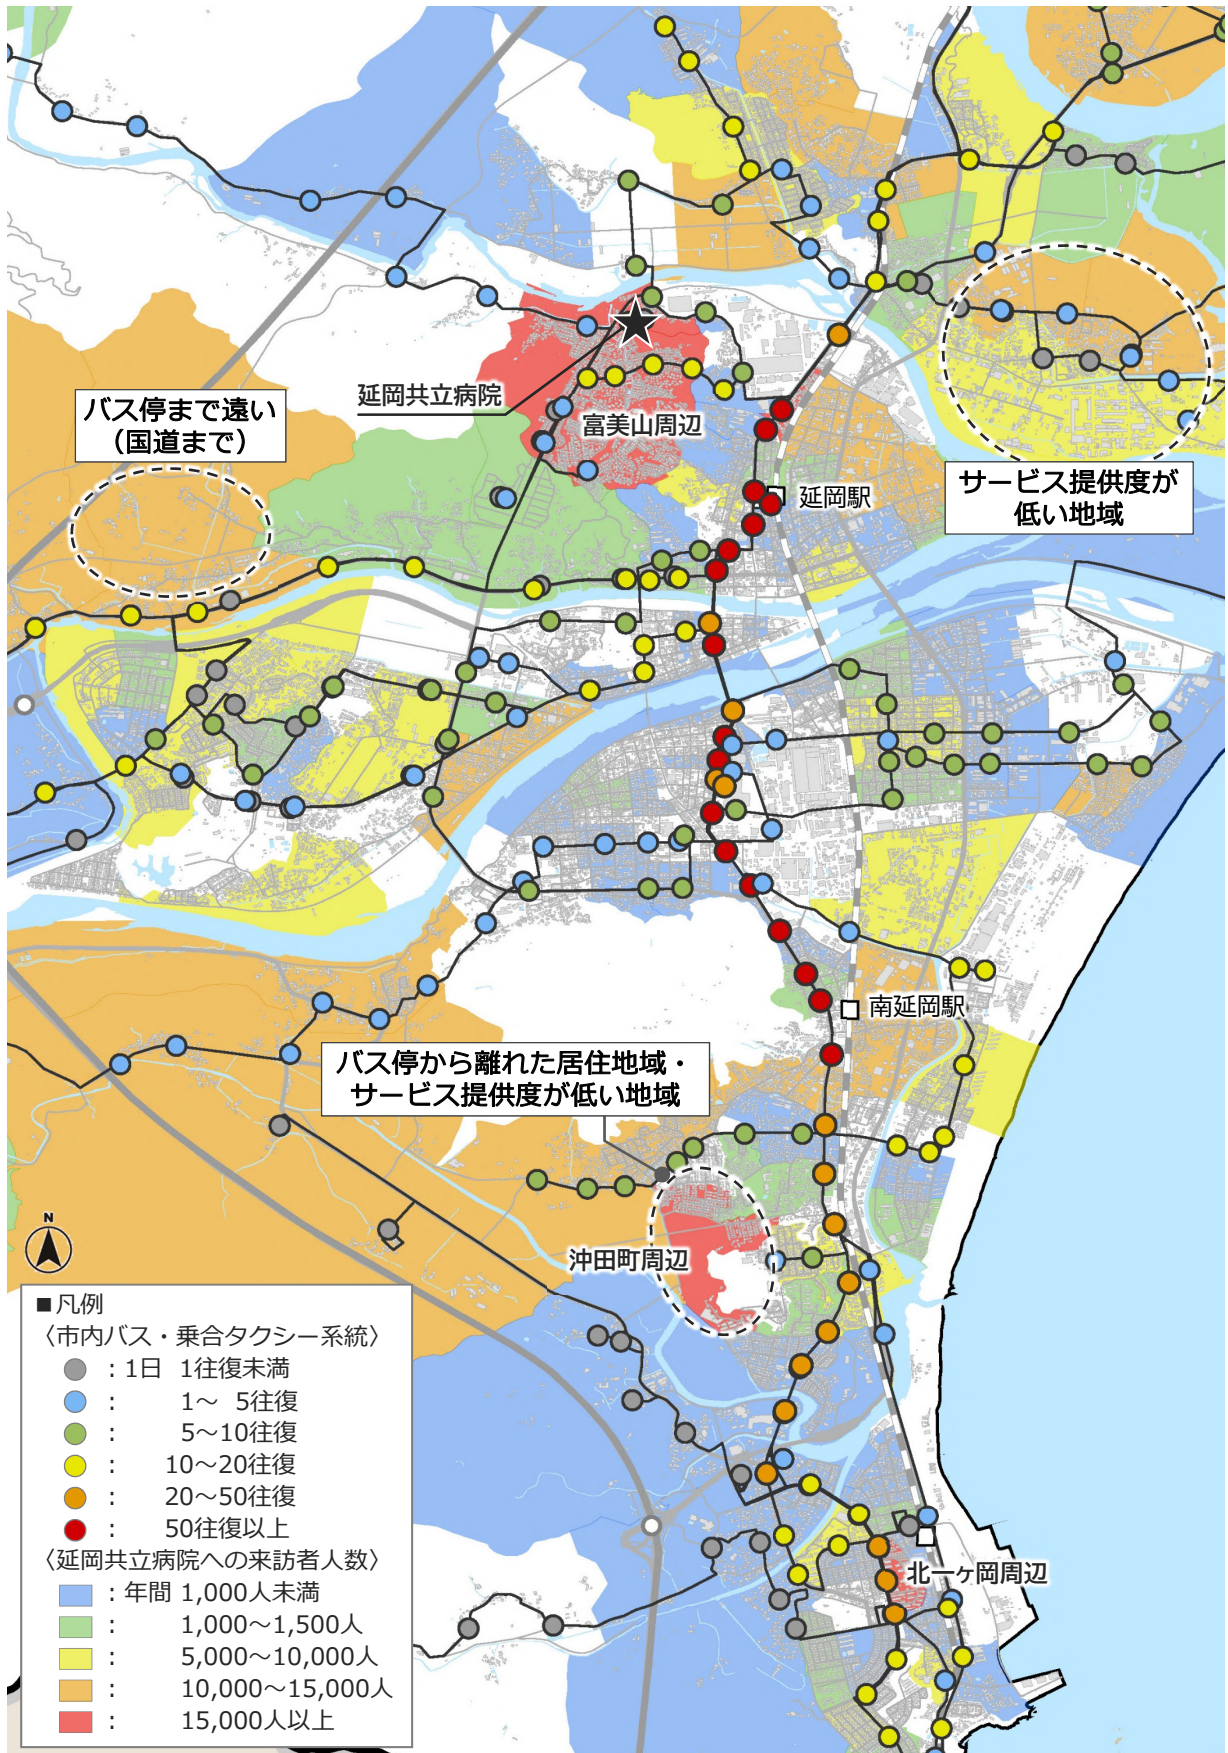 延岡共立病院
バス停まで遠い
（国道まで）
富美山周辺
延岡駅
サービス提供度が
低い地域
南延岡駅
バス停から離れた居住地域・
サービス提供度が低い地域
沖田町周辺
N
■凡例
〈市内バス・乗合タクシー系統〉
：1日 1往復未満
： 1～ 5往復
： 5～10往復
： 10～20往復
： 20～50往復
： 50往復以上
〈延岡共立病院への来訪者人数〉
：年間 1,000人未満
： 1,000～1,500人
： 5,000～10,000人
： 10,000～15,000人
： 15,000人以上
北一ヶ岡周辺